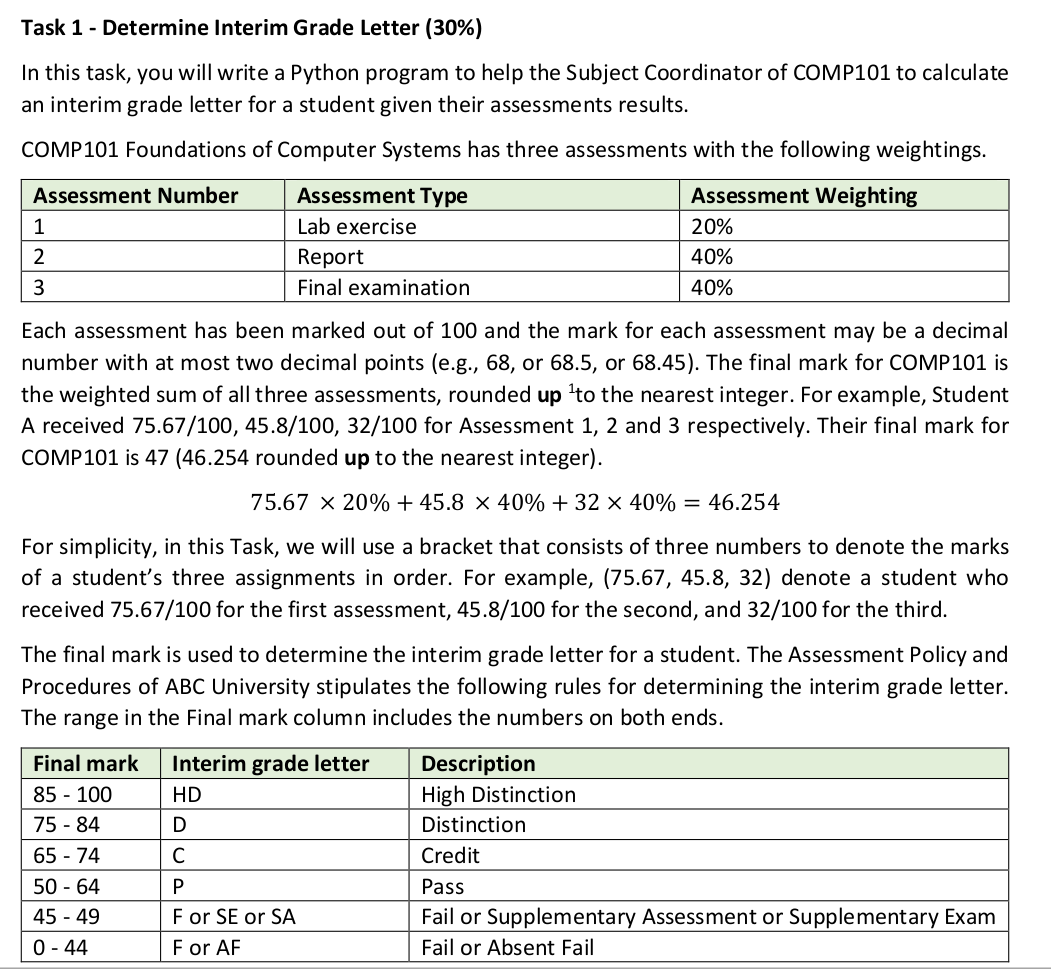 Task 1 - Determine Interim Grade Letter (30%)
In this task, you will write a Python program to help the Subject Coordinator of COMP101 to calculate
an interim grade letter for a student given their assessments results.
COMP101 Foundations of Computer Systems has three assessments with the following weightings.
Assessment Number Assessment Type Assessment Weighting
1 Lab exercise 20%
2 Report 40%
3 Final examination 40%
Each assessment has been marked out of 100 and the mark for each assessment may be a decimal
number with at most two decimal points (e.g., 68, or 68.5, or 68.45). The final mark for COMP101 is
the weighted sum of all three assessments, rounded up ¹to the nearest integer. For example, Student
A received 75.67/100, 45.8/100, 32/100 for Assessment 1, 2 and 3 respectively. Their final mark for
COMP101 is 47 (46.254 rounded up to the nearest integer).
75.67 × 20% + 45.8 × 40% + 32 × 40% = 46.254
For simplicity, in this Task, we will use a bracket that consists of three numbers to denote the marks
of a student’s three assignments in order. For example, (75.67, 45.8, 32) denote a student who
received 75.67/100 for the first assessment, 45.8/100 for the second, and 32/100 for the third.
The final mark is used to determine the interim grade letter for a student. The Assessment Policy and
Procedures of ABC University stipulates the following rules for determining the interim grade letter.
The range in the Final mark column includes the numbers on both ends.
Final mark Interim grade letter Description
85 - 100 HD High Distinction
75 - 84 D Distinction
65 - 74 C Credit
50 - 64 P Pass
45 - 49 F or SE or SA Fail or Supplementary Assessment or Supplementary Exam
0 - 44 F or AF Fail or Absent Fail